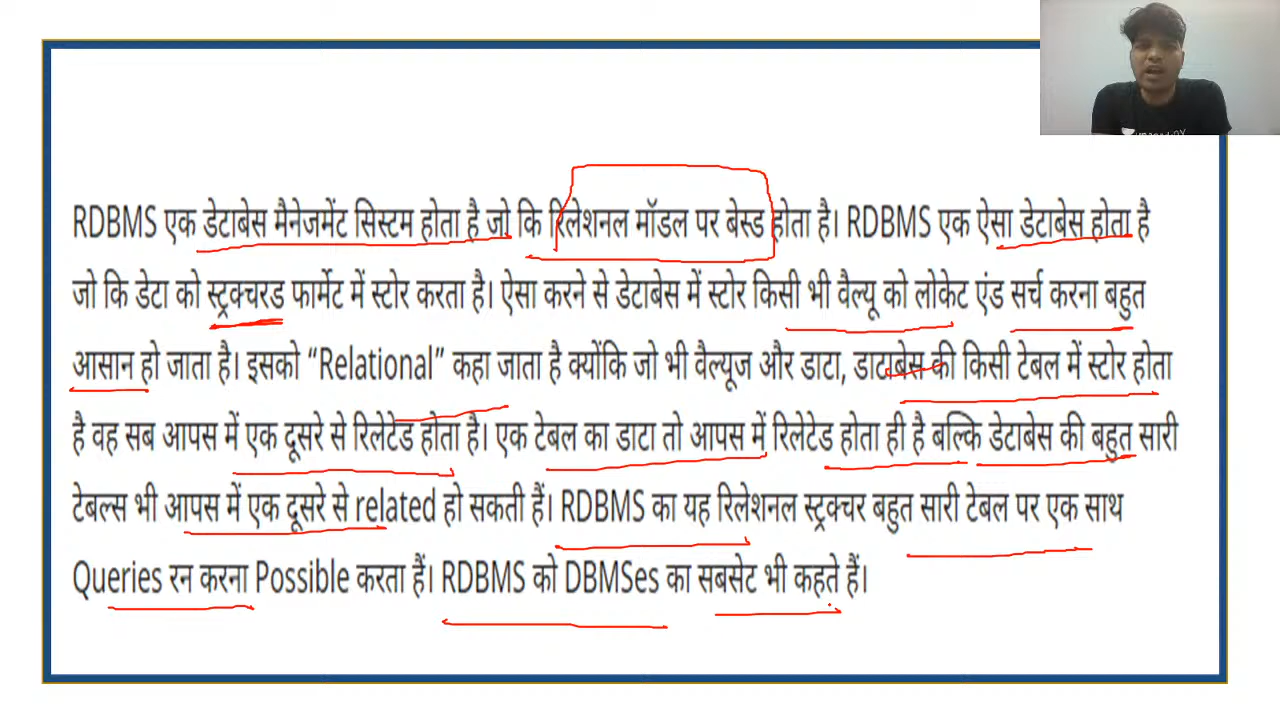 RDBMS एक डेटाबेस मैनेजमेंट सिस्टम होता है जो कि रिलेशनल मॉडल पर बेस्ड होता है। RDBMS एक ऐसा डेटाबेस होता है
जो कि डेटा को स्ट्रक्चरड फार्मेट में स्टोर करता है। ऐसा करने से डेटाबेस में स्टोर किसी भी वैल्यू को लोकेट एंड सर्च करना बहुत
आसान हो जाता है। इसको “Relational” कहा जाता है क्योंकि जो भी वैल्यूज और डाटा, डाटाबेस की किसी टेबल में स्टोर होता
है वह सब आपस में एक दूसरे से रिलेटेड होता है। एक टेबल का डाटा तो आपस में रिलेटेड होता ही है बल्कि डेटाबेस की बहुत सारी
टेबल्स भी आपस में एक दूसरे से related हो सकती हैं। RDBMS का यह रिलेशनल स्ट्रक्चर बहुत सारी टेबल पर एक साथ
Queries रन करना Possible करता हैं। RDBMS को DBMSes का सबसेट भी कहते हैं।